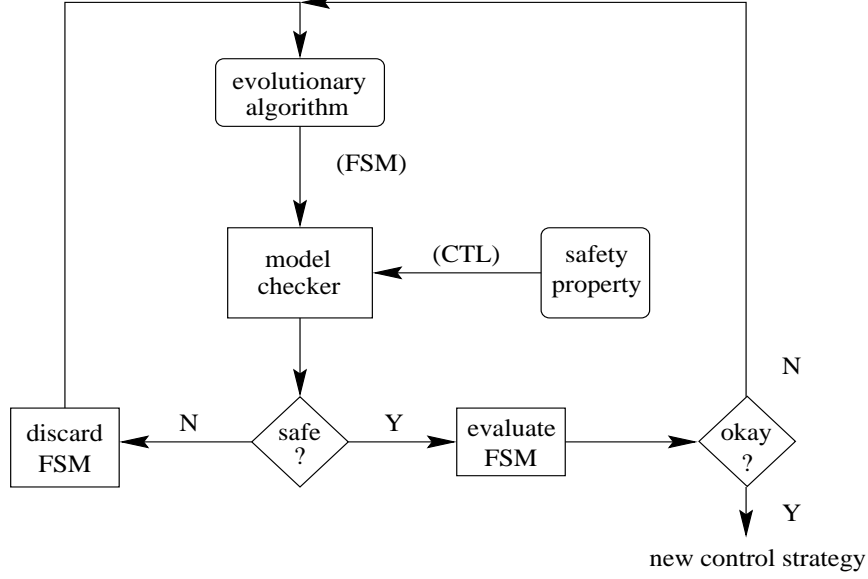 evolutionary
algorithm
(FSM)
model
checker
(CTL)
safety
property
N
discard
FSM
N
safe
?
Y
evaluate
FSM
okay
?
Y
new control strategy